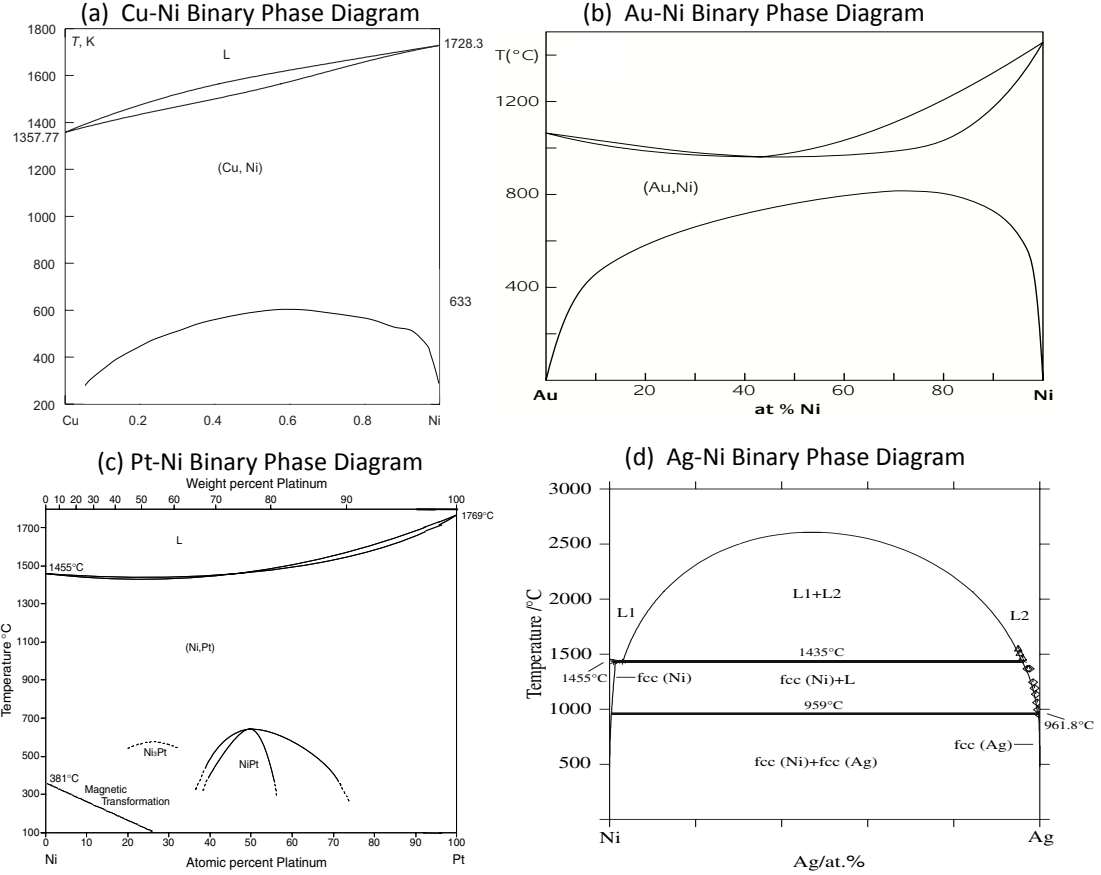 (a) Cu-Ni Binary Phase Diagram
1800
T, K
1728.3
L
1600
1400
1357.77
1200
(Cu, Ni)
1000
800
633
600
400
200
Cu 0.2 0.4 0.6 0.8 Ni
(b) Au-Ni Binary Phase Diagram
T(°C)
1200
800
(Au,Ni)
400
Au 20 40 60 80 Ni
at % Ni
(c) Pt-Ni Binary Phase Diagram
Weight percent Platinum
0 10 20 30 40 50 60 70 80 90 100
1769°C
1700
L
1500
1455°C
1300
1100
(Ni,Pt)
900
Temperature °C
700
Ni₃Pt
NiPt
500
381°C
Magnetic
Transformation
300
100
0 10 20 30 40 50 60 70 80 90 100
Ni Atomic percent Platinum Pt
(d) Ag-Ni Binary Phase Diagram
3000
2500
2000
L1+L2
L1
L2
Temperature /°C
1500
1435°C
1455°C
fcc (Ni)
fcc (Ni)+L
1000
959°C
961.8°C
fcc (Ag)
500
fcc (Ni)+fcc (Ag)
Ni Ag
Ag/at.%